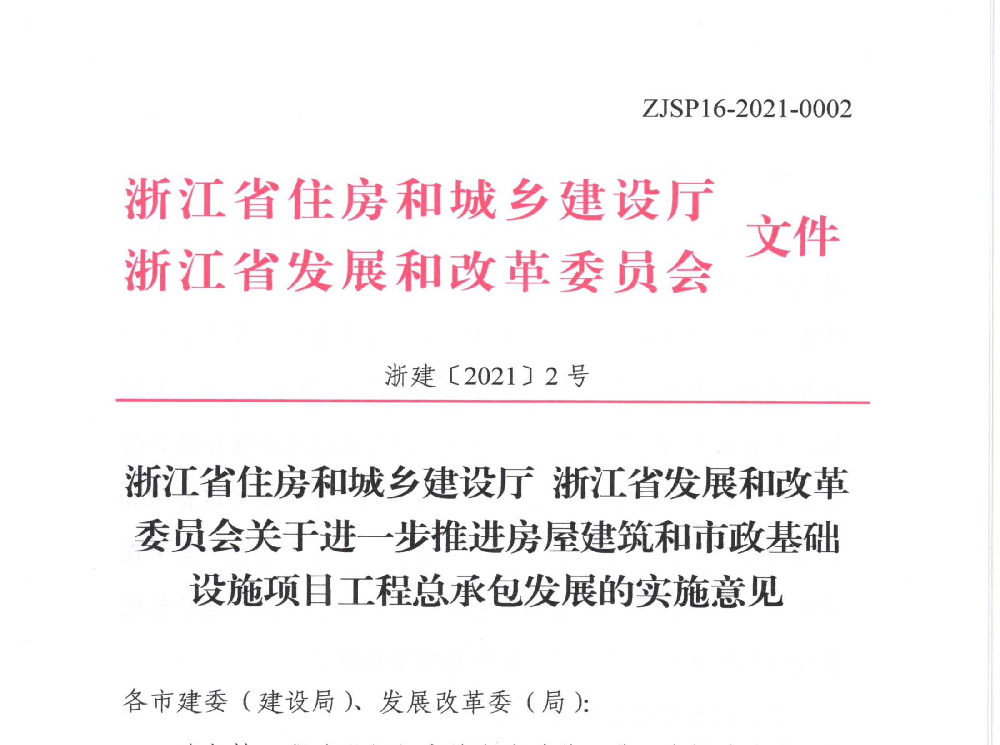 ZJSP16-2021-0002
浙江省住房和城乡建设厅
文件
浙江省发展和改革委员会
浙建〔2021〕2 号
浙江省住房和城乡建设厅 浙江省发展和改革
委员会关于进一步推进房屋建筑和市政基础
设施项目工程总承包发展的实施意见
各市建委（建设局）、发展改革委（局）：